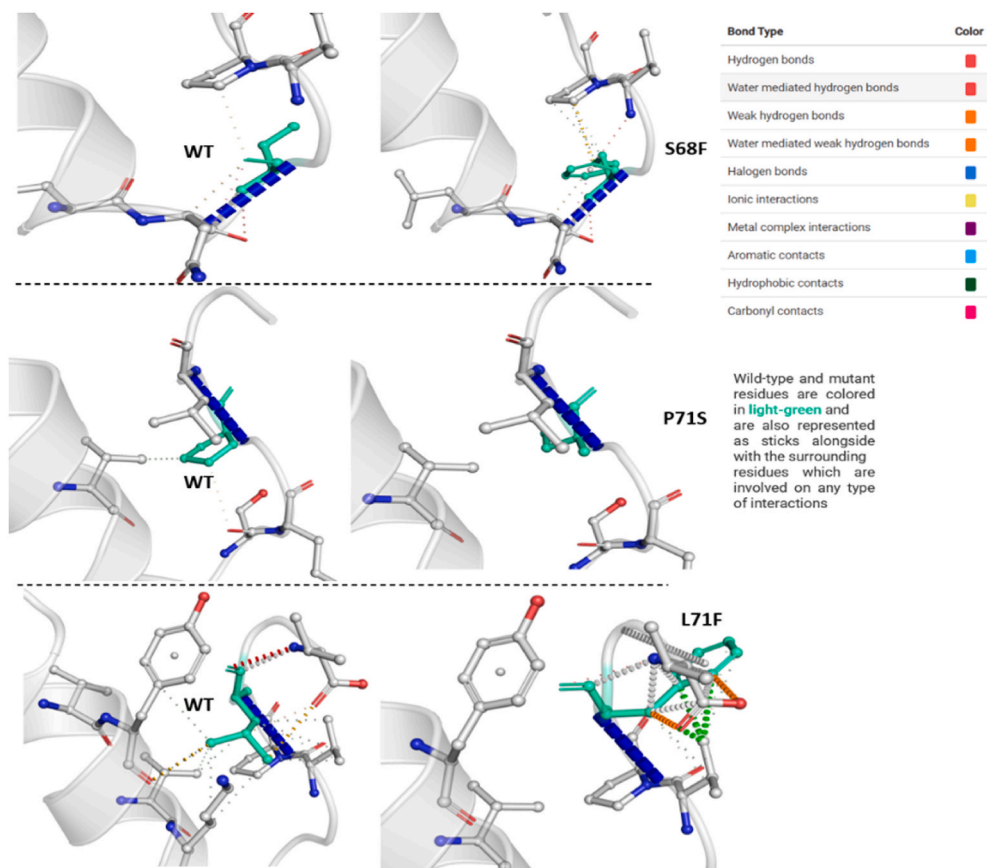 WT
S68F
Bond Type Color
Hydrogen bonds
Water mediated hydrogen bonds
Weak hydrogen bonds
Water mediated weak hydrogen bonds
Halogen bonds
Ionic interactions
Metal complex interactions
Aromatic contacts
Hydrophobic contacts
Carbonyl contacts
WT
P71S
Wild-type and mutant
residues are colored
in light-green and
are also represented
as sticks alongside
with the surrounding
residues which are
involved on any type
of interactions
WT
L71F